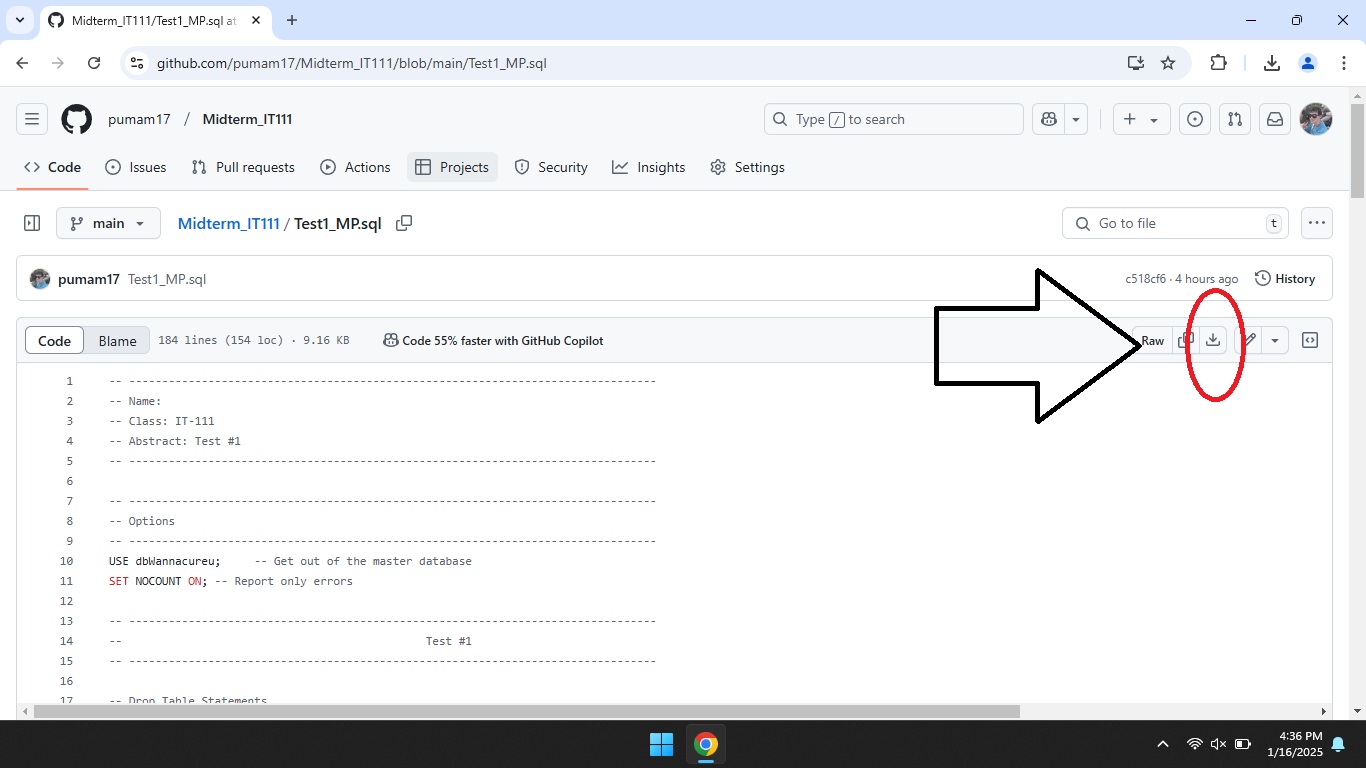 Midterm_IT111/Test1_MP.sql at
github.com/pumam17/Midterm_IT111/blob/main/Test1_MP.sql
pumam17 / Midterm_IT111
Type / to search
Code Issues Pull requests Actions Projects Security Insights Settings
main
Midterm_IT111 / Test1_MP.sql
Go to file t
pumam17 Test1_MP.sql
c518cf6 · 4 hours ago History
Code Blame 184 lines (154 loc) · 9.16 KB Code 55% faster with GitHub Copilot Raw
1 -- --------------------------------------------------------------------------------
2 -- Name:
3 -- Class: IT-111
4 -- Abstract: Test #1
5 -- --------------------------------------------------------------------------------
6
7 -- --------------------------------------------------------------------------------
8 -- Options
9 -- --------------------------------------------------------------------------------
10 USE dbWannacureu; -- Get out of the master database
11 SET NOCOUNT ON; -- Report only errors
12
13 -- --------------------------------------------------------------------------------
14 -- Test #1
15 -- --------------------------------------------------------------------------------
16
17 -- Drop Table Statements
4:36 PM
1/16/2025